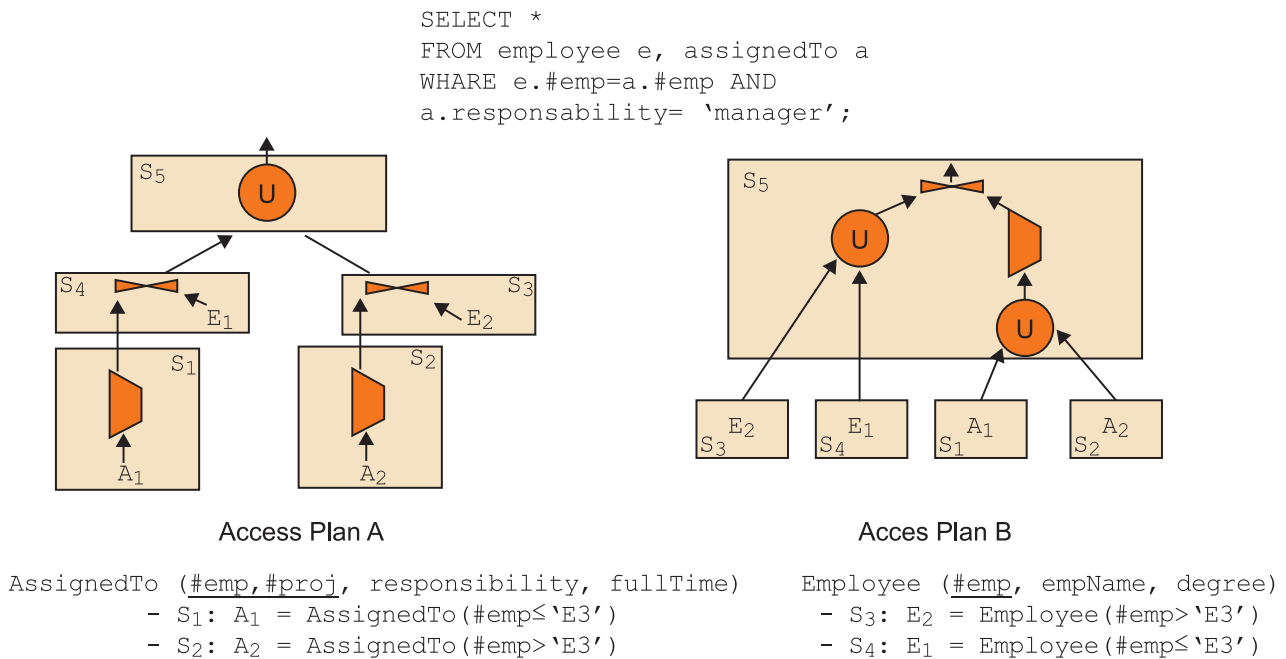 SELECT *
FROM employee e, assignedTo a
WHARE e.#emp=a.#emp AND
a.responsability= ‘manager’;
S5
U
S4
E1
S3
E2
S1
A1
S2
A2
Access Plan A
S5
U
U
E2
S3
E1
S4
A1
S1
A2
S2
Acces Plan B
AssignedTo (#emp,#proj, responsibility, fullTime)
- S1: A1 = AssignedTo(#emp≤‘E3’)
- S2: A2 = AssignedTo(#emp>‘E3’)
Employee (#emp, empName, degree)
- S3: E2 = Employee(#emp>‘E3’)
- S4: E1 = Employee(#emp≤‘E3’)